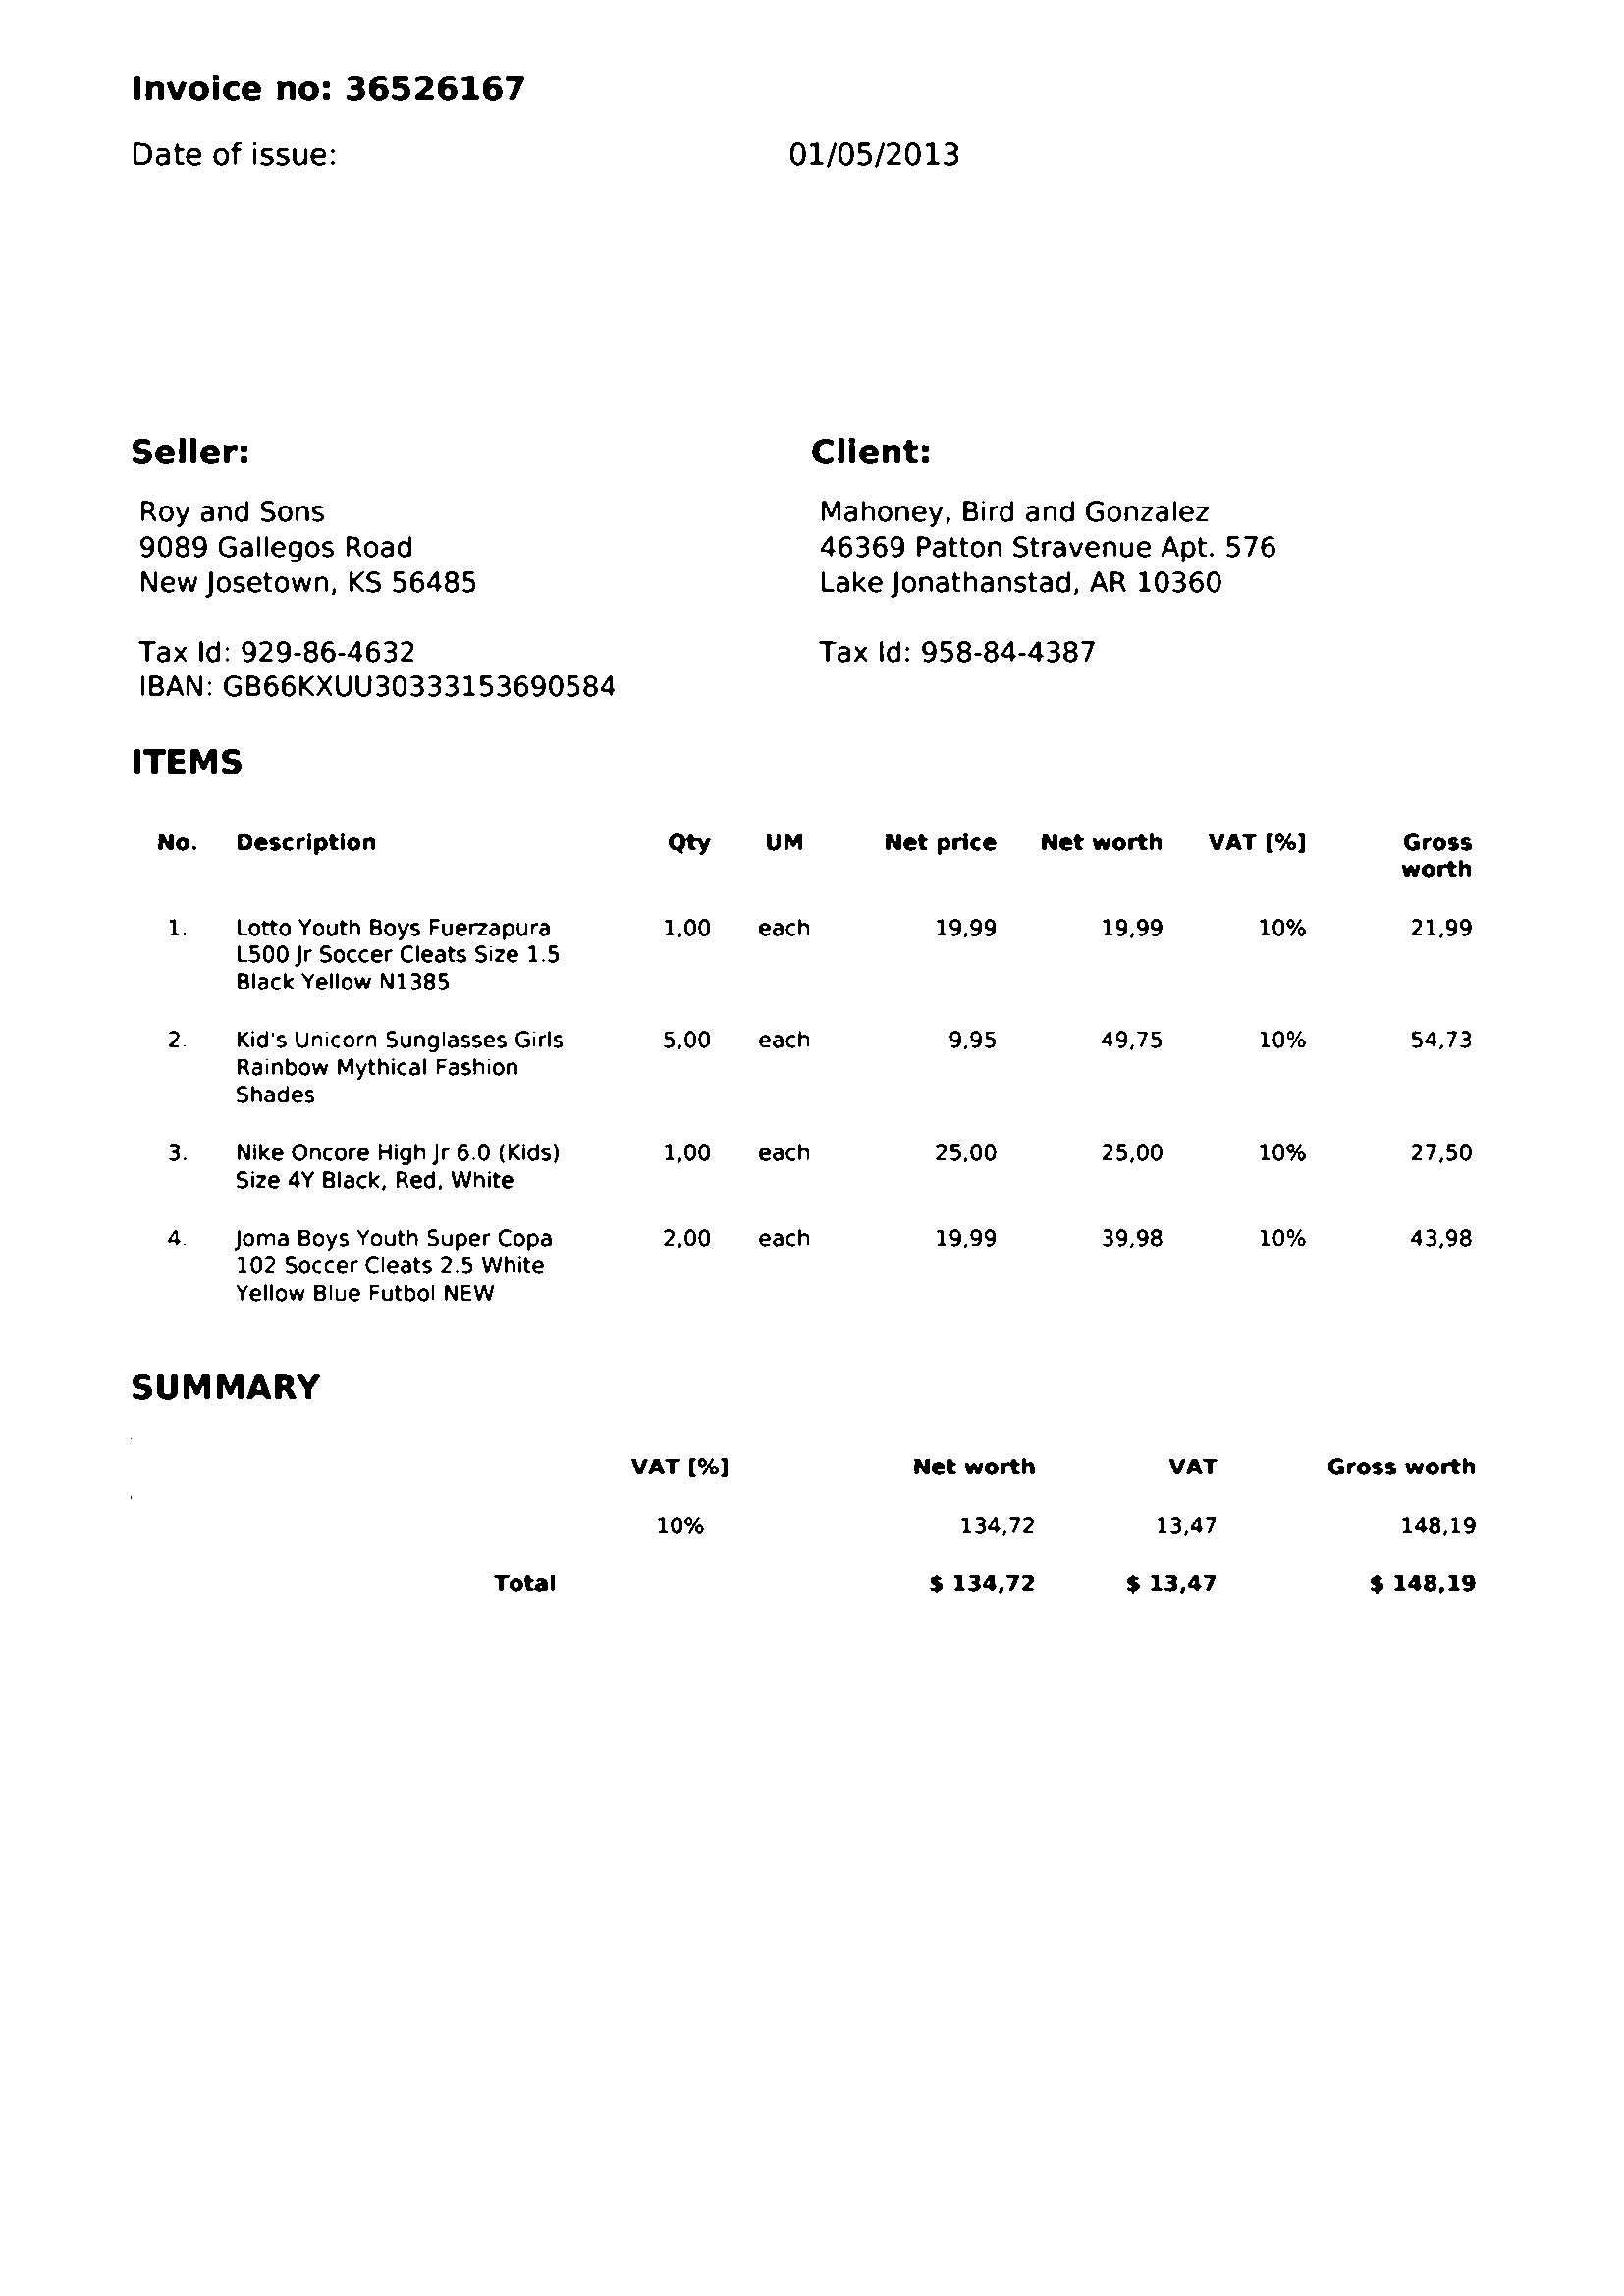 Invoice no: 36526167
Date of issue: 01/05/2013
Seller: Client:
Roy and Sons Mahoney, Bird and Gonzalez
9089 Gallegos Road 46369 Patton Stravenue Apt. 576
New Josetown, KS 56485 Lake Jonathanstad, AR 10360
Tax Id: 929-86-4632 Tax Id: 958-84-4387
IBAN: GB66KXUU30333153690584
ITEMS
No. Description Qty UM Net price Net worth VAT [%] Gross
worth
1. Lotto Youth Boys Fuerzapura 1,00 each 19,99 19,99 10% 21,99
L500 Jr Soccer Cleats Size 1.5
Black Yellow N1385
2. Kid's Unicorn Sunglasses Girls 5,00 each 9,95 49,75 10% 54,73
Rainbow Mythical Fashion
Shades
3. Nike Oncore High Jr 6.0 (Kids) 1,00 each 25,00 25,00 10% 27,50
Size 4Y Black, Red, White
4. Joma Boys Youth Super Copa 2,00 each 19,99 39,98 10% 43,98
102 Soccer Cleats 2.5 White
Yellow Blue Futbol NEW
SUMMARY
VAT [%] Net worth VAT Gross worth
10% 134,72 13,47 148,19
Total $ 134,72 $ 13,47 $ 148,19